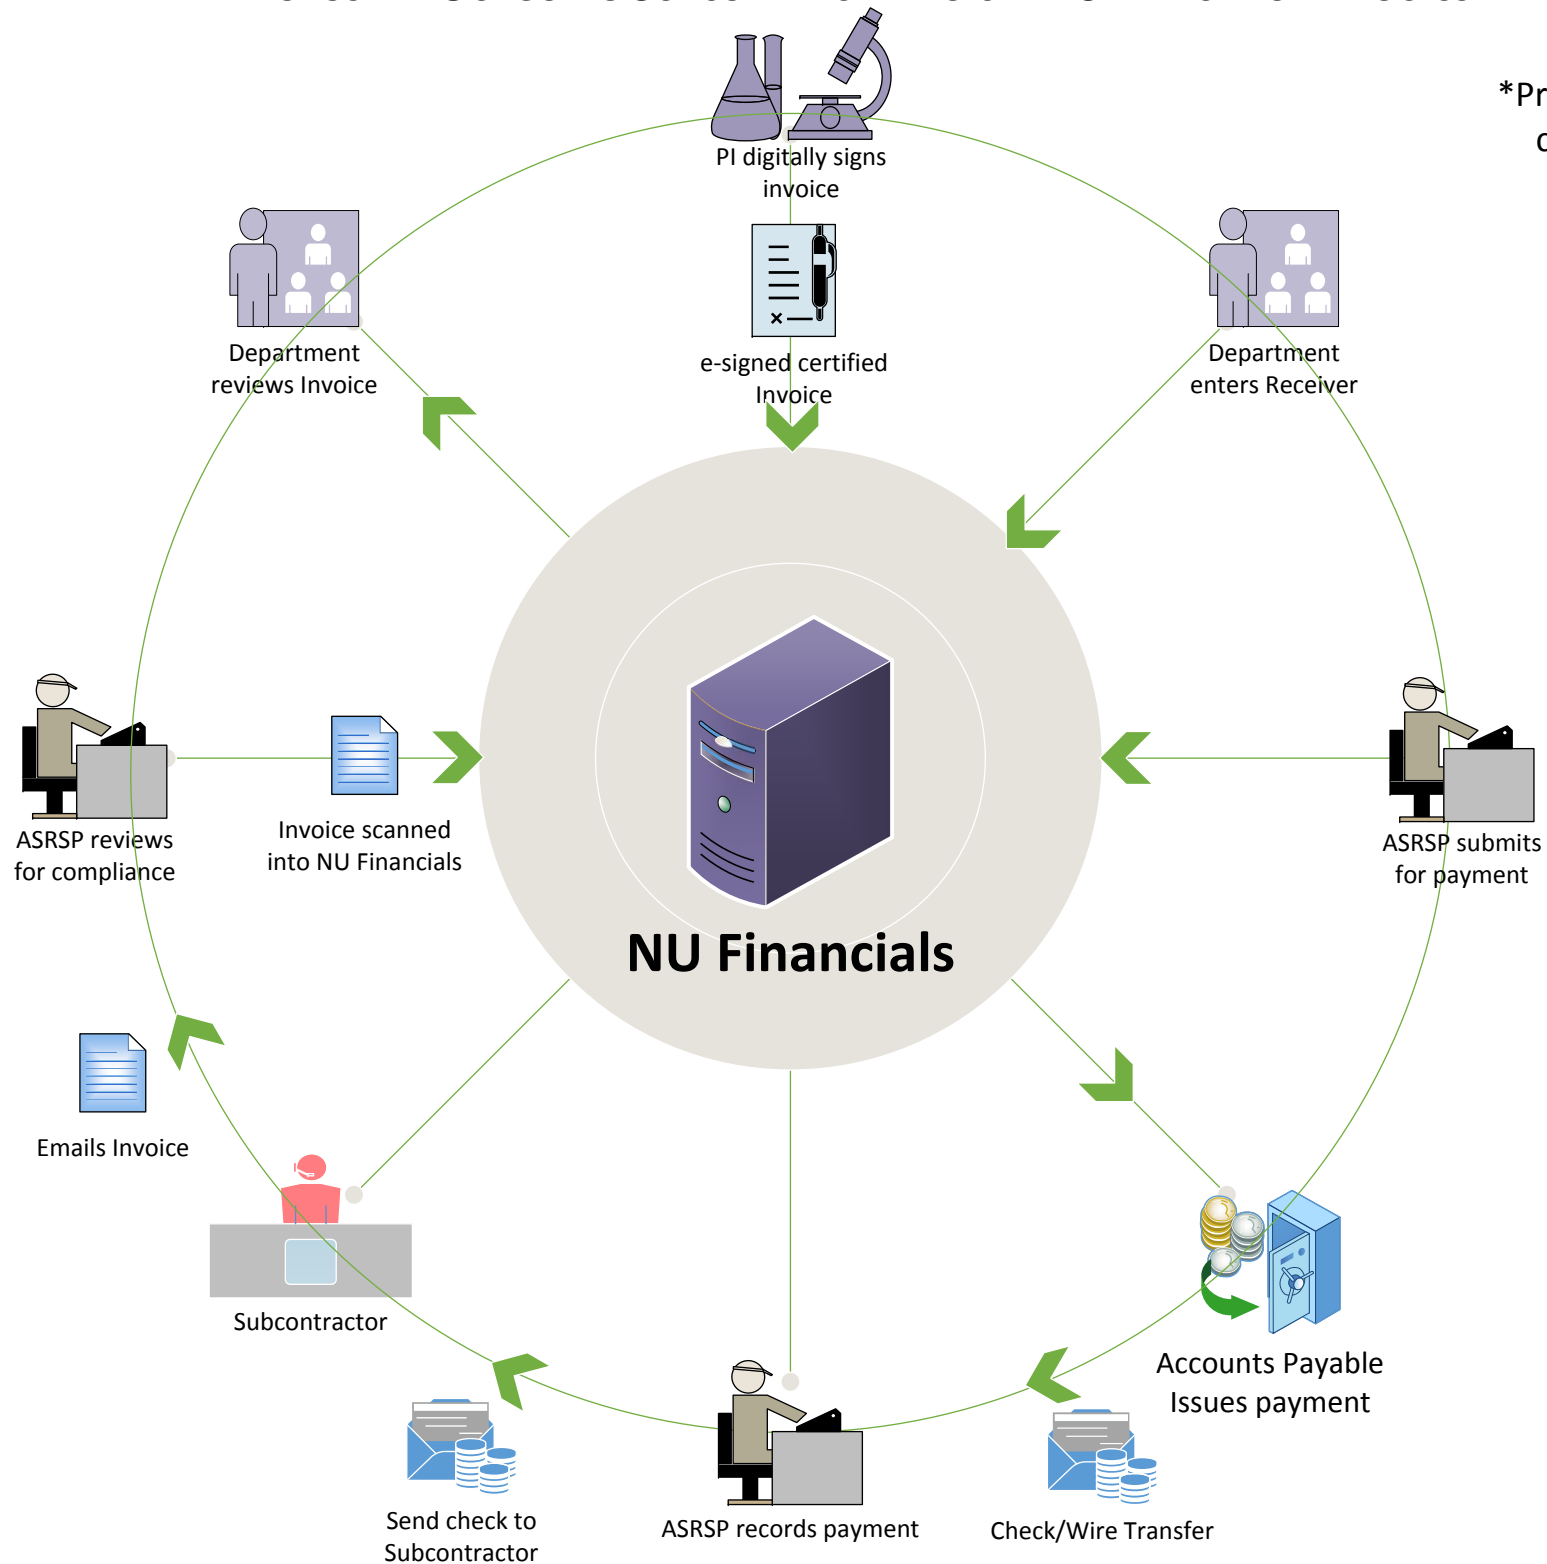 *Pr
PI digitally signs
invoice
Department
reviews Invoice
e-signed certified
Invoice
Department
enters Receiver
ASRSP reviews
for compliance
Invoice scanned
into NU Financials
ASRSP submits
for payment
NU Financials
Emails Invoice
Subcontractor
Accounts Payable
Issues payment
Send check to
Subcontractor
ASRSP records payment
Check/Wire Transfer